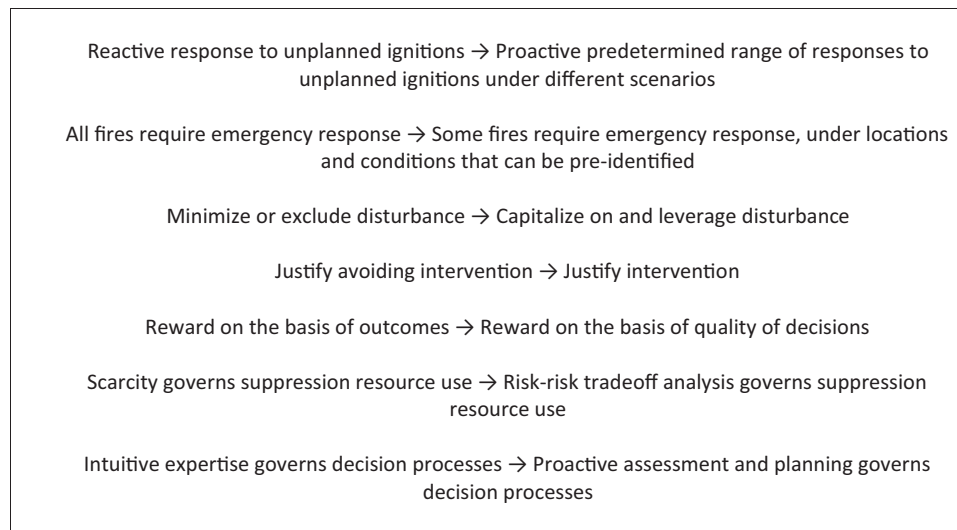 Reactive response to unplanned ignitions → Proactive predetermined range of responses to
unplanned ignitions under different scenarios
All fires require emergency response → Some fires require emergency response, under locations
and conditions that can be pre-identified
Minimize or exclude disturbance → Capitalize on and leverage disturbance
Justify avoiding intervention → Justify intervention
Reward on the basis of outcomes → Reward on the basis of quality of decisions
Scarcity governs suppression resource use → Risk-risk tradeoff analysis governs suppression
resource use
Intuitive expertise governs decision processes → Proactive assessment and planning governs
decision processes